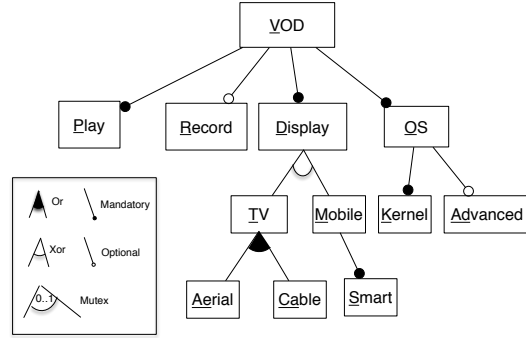 VOD
Play
Record
Display
OS
TV
Mobile
Kernel
Advanced
Aerial
Cable
Smart
Or
Mandatory
Xor
Optional
0..1
Mutex